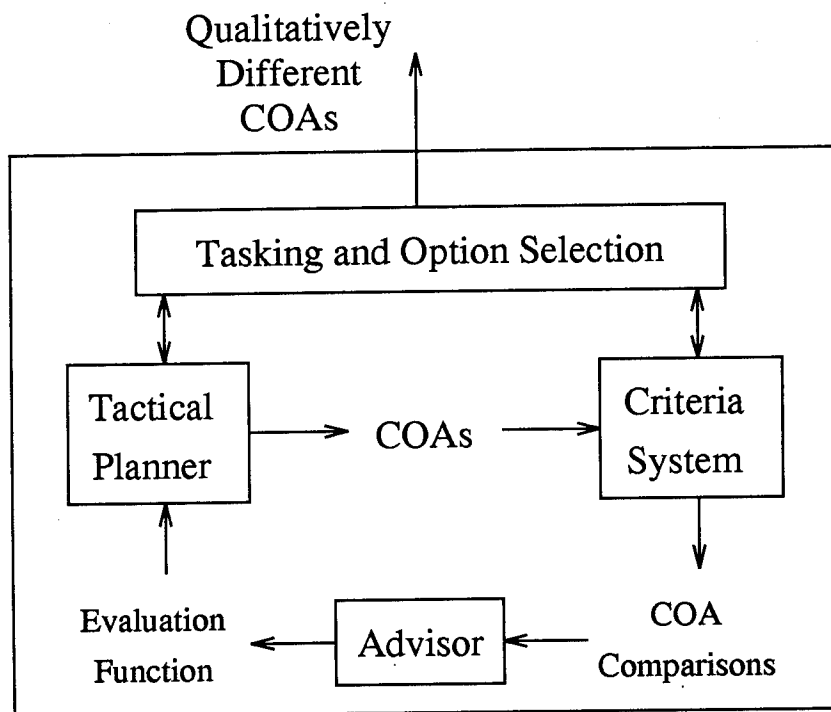 Qualitatively
Different
COAs
Tasking and Option Selection
Tactical
Planner
COAs
Criteria
System
Evaluation
Function
Advisor
COA
Comparisons